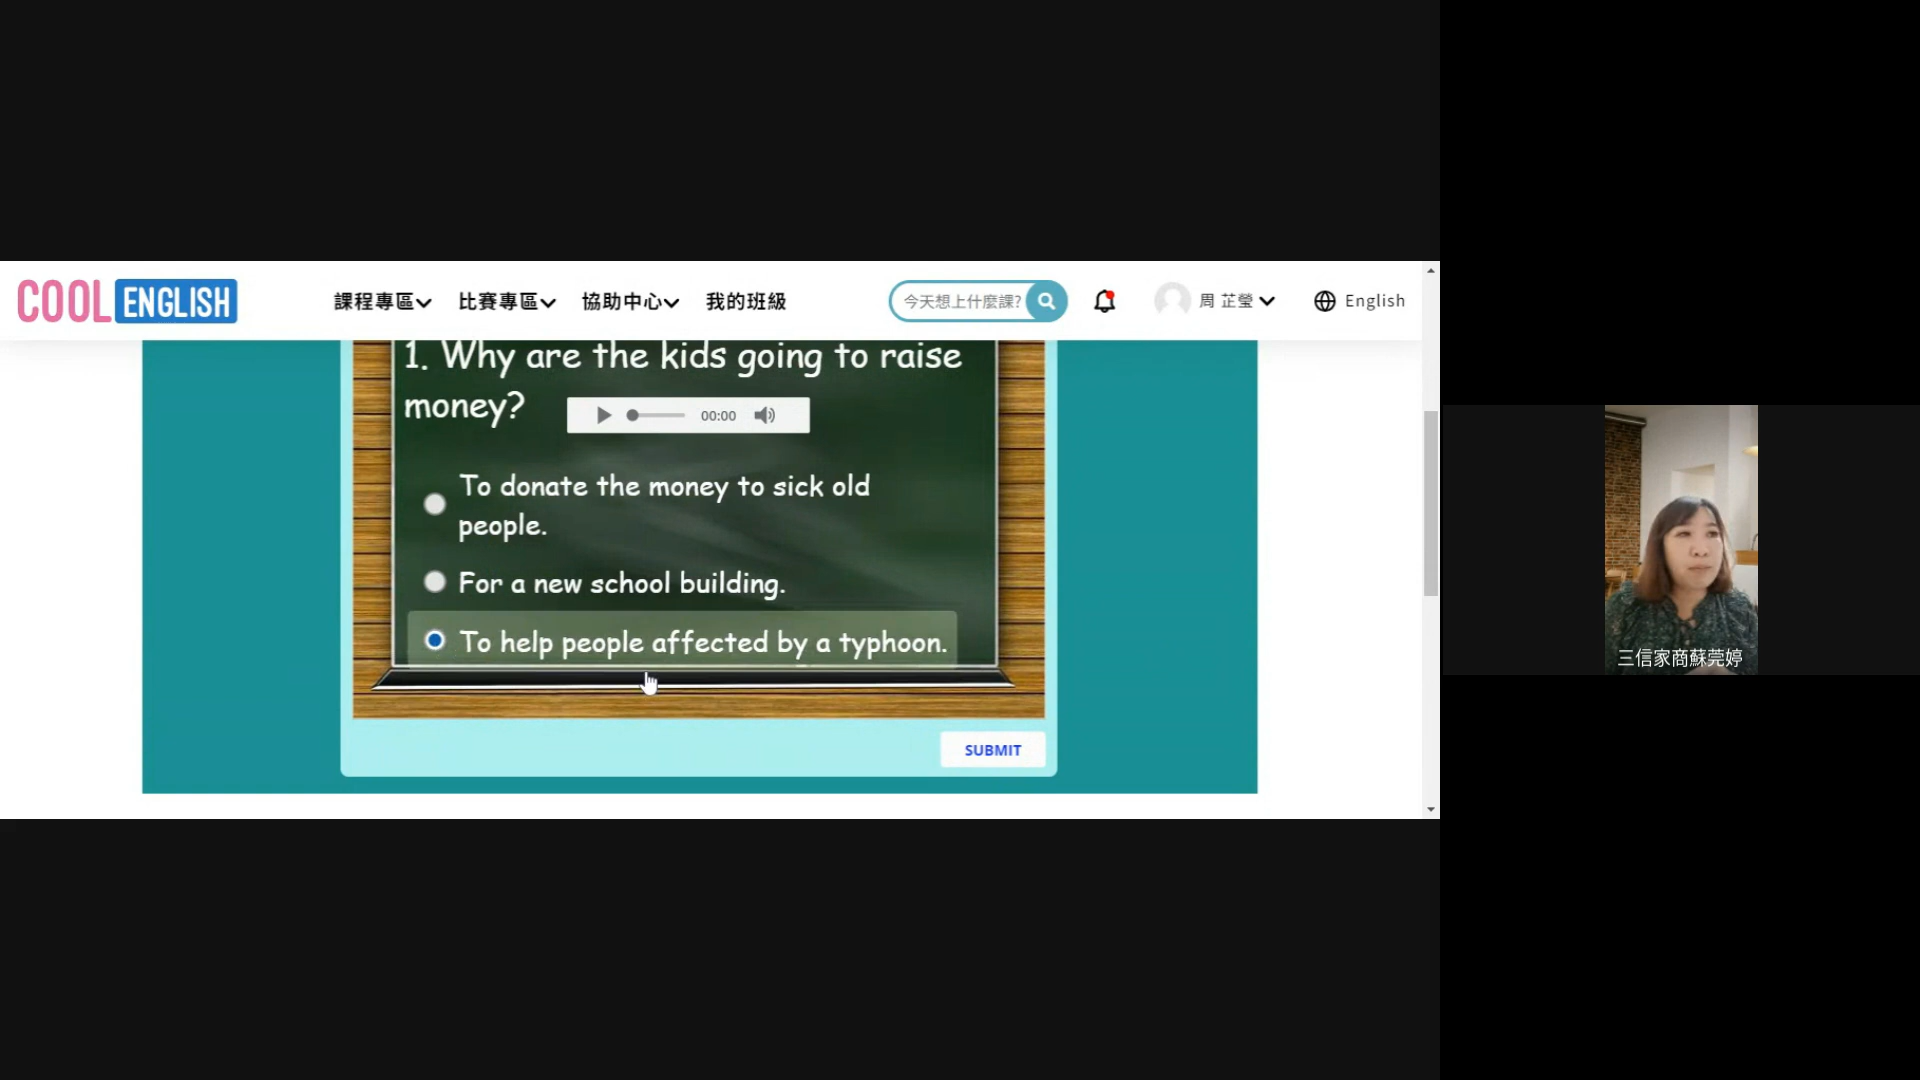 COOL ENGLISH
課程專區
比賽專區
協助中心
我的班級
今天想上什麼課?
周 芷瑩
English
1. Why are the kids going to raise
money?
00:00
To donate the money to sick old
people.
For a new school building.
To help people affected by a typhoon.
SUBMIT
三信家商蘇莞婷